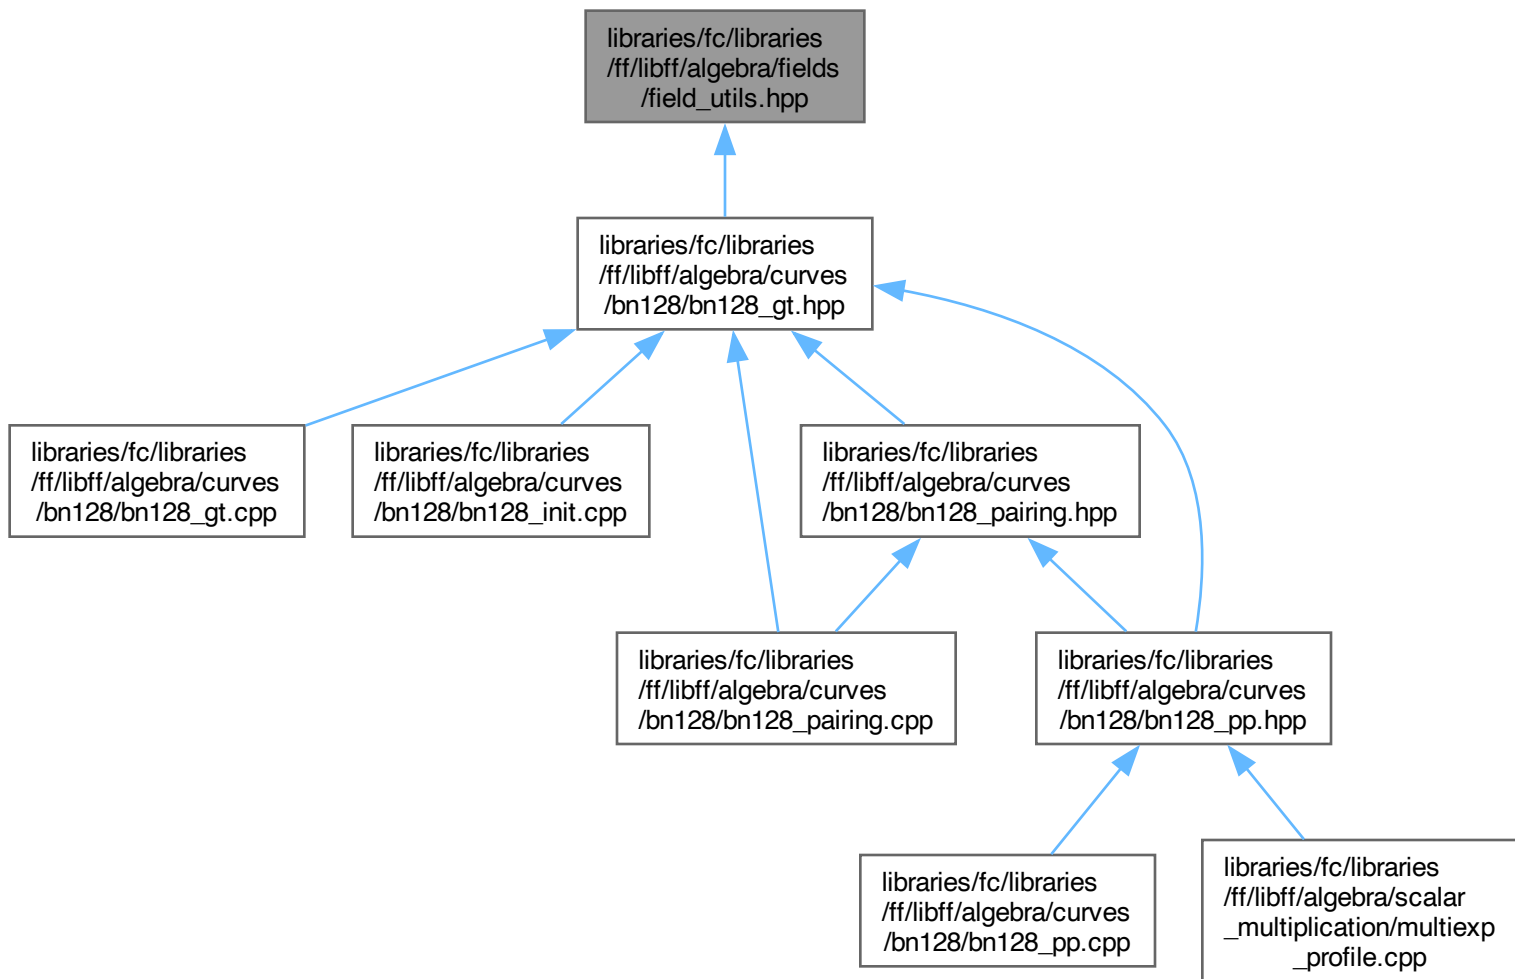 libraries/fc/libraries
/ff/libff/algebra/fields
/field_utils.hpp
libraries/fc/libraries
/ff/libff/algebra/curves
/bn128/bn128_gt.hpp
libraries/fc/libraries
/ff/libff/algebra/curves
/bn128/bn128_gt.cpp
libraries/fc/libraries
/ff/libff/algebra/curves
/bn128/bn128_init.cpp
libraries/fc/libraries
/ff/libff/algebra/curves
/bn128/bn128_pairing.hpp
libraries/fc/libraries
/ff/libff/algebra/curves
/bn128/bn128_pairing.cpp
libraries/fc/libraries
/ff/libff/algebra/curves
/bn128/bn128_pp.hpp
libraries/fc/libraries
/ff/libff/algebra/curves
/bn128/bn128_pp.cpp
libraries/fc/libraries
/ff/libff/algebra/scalar
_multiplication/multiexp
_profile.cpp